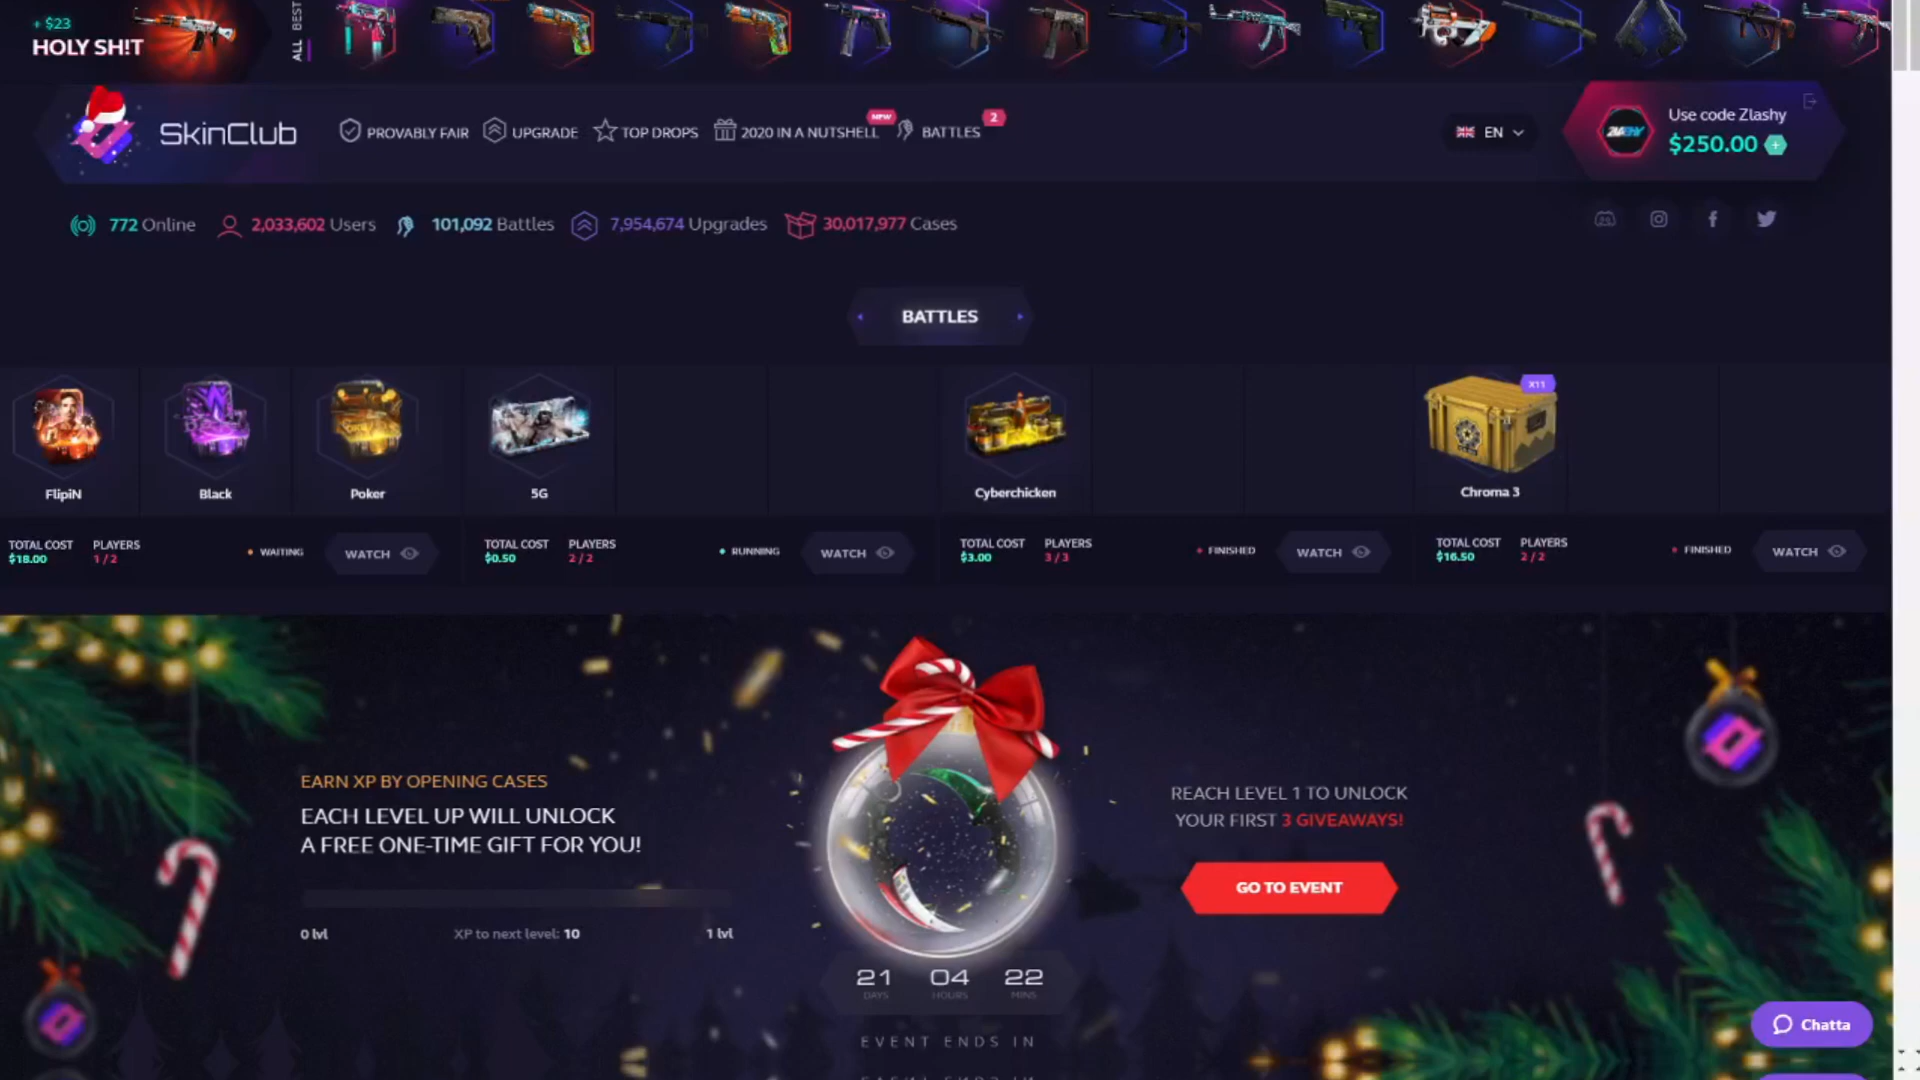 + $23
HOLY SH!T
ALL BEST
SkinClub
PROVABLY FAIR
UPGRADE
TOP DROPS
2020 IN A NUTSHELL
NEW
BATTLES
2
EN
Use code Zlashy
$250.00
772 Online
2,033,602 Users
101,092 Battles
7,954,674 Upgrades
30,017,977 Cases
BATTLES
X11
FlipiN
Black
Poker
5G
Cyberchicken
Chroma 3
TOTAL COST
$18.00
PLAYERS
1 / 2
WAITING
WATCH
TOTAL COST
$0.50
PLAYERS
2 / 2
RUNNING
WATCH
TOTAL COST
$3.00
PLAYERS
3 / 3
FINISHED
WATCH
TOTAL COST
$16.50
PLAYERS
2 / 2
FINISHED
WATCH
EARN XP BY OPENING CASES
EACH LEVEL UP WILL UNLOCK
A FREE ONE-TIME GIFT FOR YOU!
0 lvl
XP to next level: 10
1 lvl
REACH LEVEL 1 TO UNLOCK
YOUR FIRST 3 GIVEAWAYS!
GO TO EVENT
21 04 22
DAYS HOURS MINS
EVENT ENDS IN
Chatta